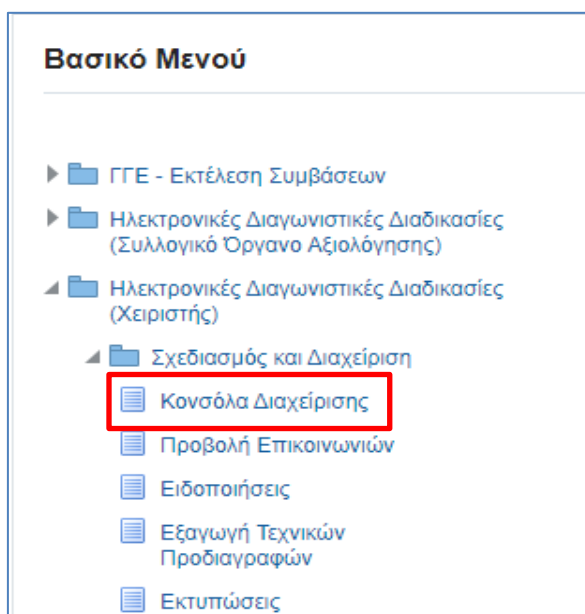 Βασικό Μενού
ΓΓΕ - Εκτέλεση Συμβάσεων
Ηλεκτρονικές Διαγωνιστικές Διαδικασίες
(Συλλογικό Όργανο Αξιολόγησης)
Ηλεκτρονικές Διαγωνιστικές Διαδικασίες
(Χειριστής)
Σχεδιασμός και Διαχείριση
Κονσόλα Διαχείρισης
Προβολή Επικοινωνιών
Ειδοποιήσεις
Εξαγωγή Τεχνικών
Προδιαγραφών
Εκτυπώσεις